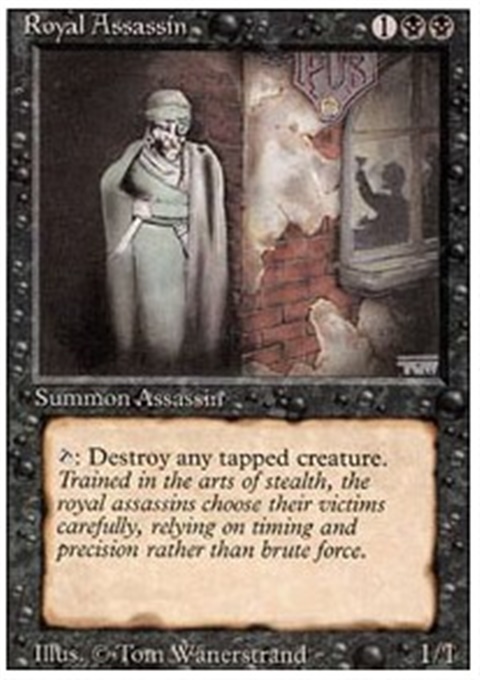 Royal Assassin 1
Summon Assassin
: Destroy any tapped creature.
Trained in the arts of stealth, the
royal assassins choose their victims
carefully, relying on timing and
precision rather than brute force.
Illus. © Tom Wänerstrand 1/1